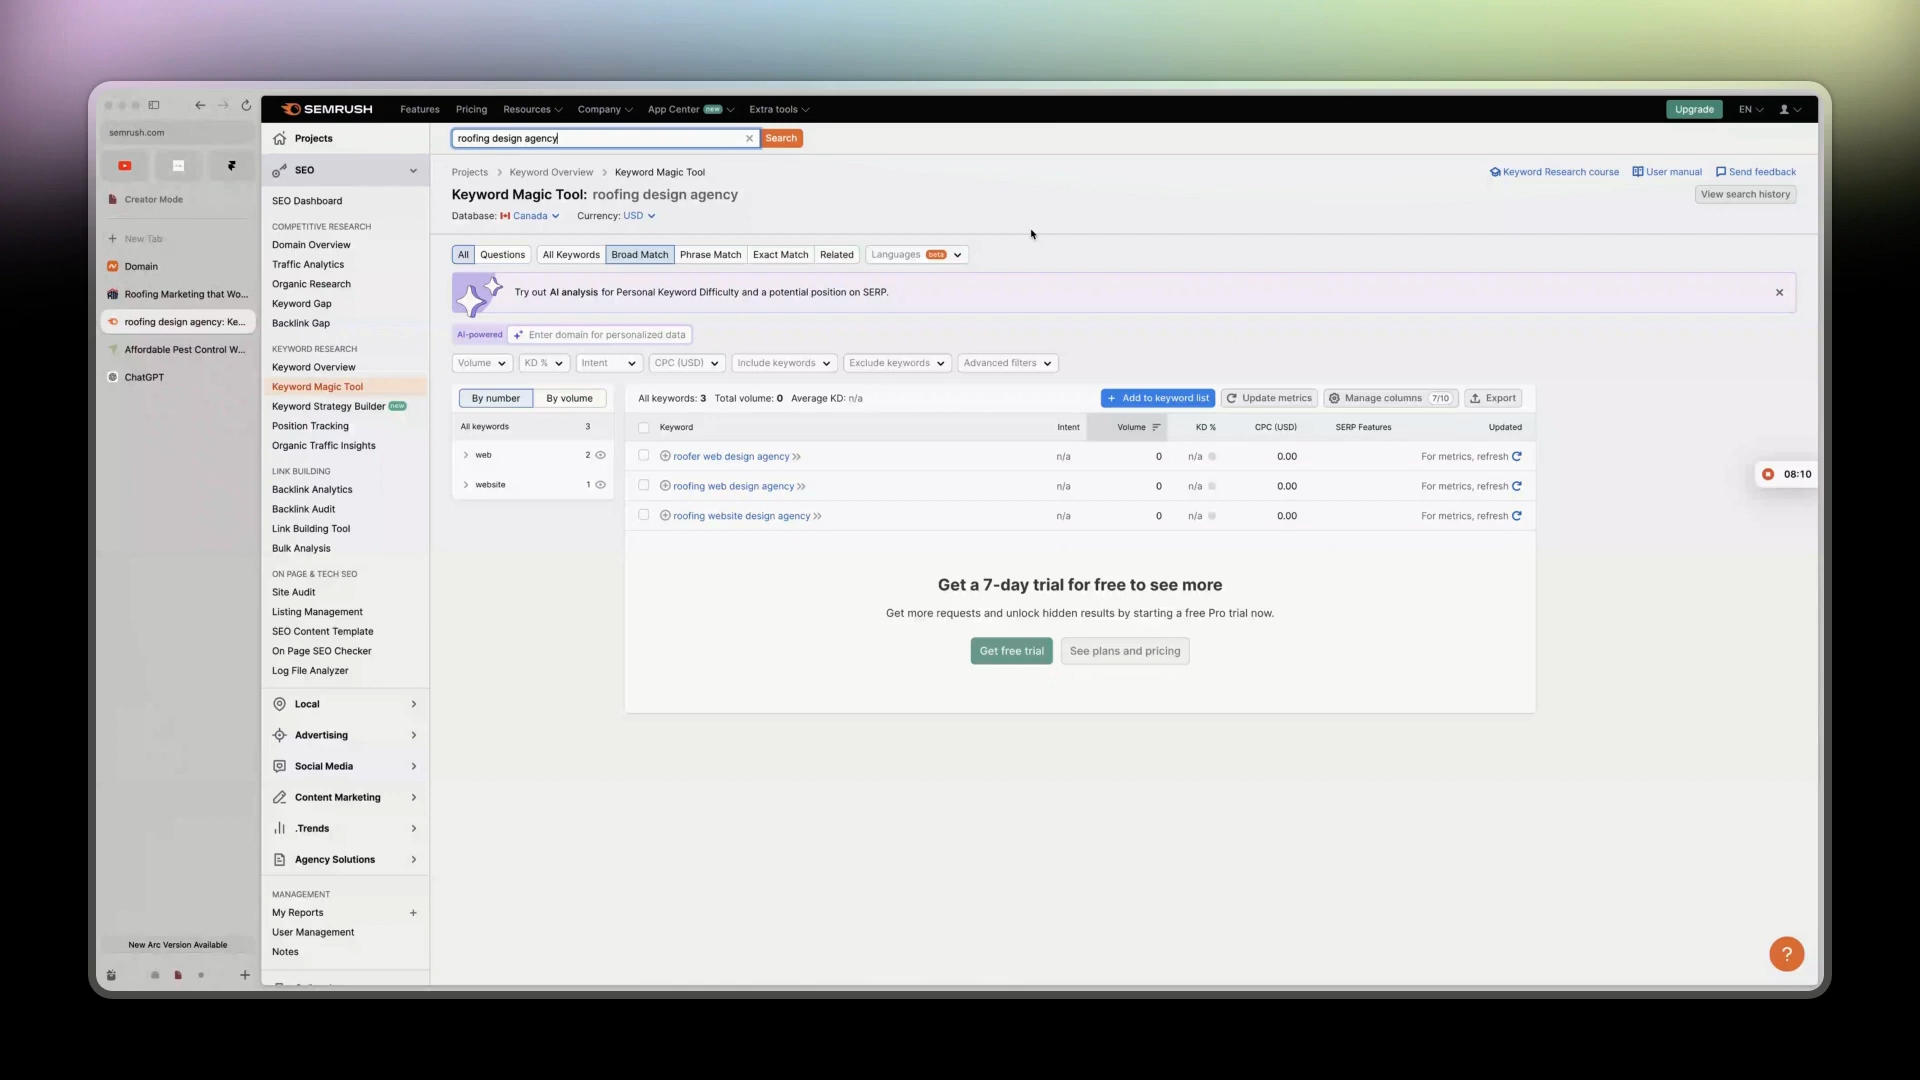 SEMRUSH
Features
Pricing
Resources
Company
App Center new
Extra tools
Upgrade
EN
semrush.com
Creator Mode
New Tab
Domain
Roofing Marketing that Wo...
roofing design agency: Ke...
Affordable Pest Control W...
ChatGPT
New Arc Version Available
Projects
SEO
SEO Dashboard
COMPETITIVE RESEARCH
Domain Overview
Traffic Analytics
Organic Research
Keyword Gap
Backlink Gap
KEYWORD RESEARCH
Keyword Overview
Keyword Magic Tool
Keyword Strategy Builder new
Position Tracking
Organic Traffic Insights
LINK BUILDING
Backlink Analytics
Backlink Audit
Link Building Tool
Bulk Analysis
ON PAGE & TECH SEO
Site Audit
Listing Management
SEO Content Template
On Page SEO Checker
Log File Analyzer
Local
Advertising
Social Media
Content Marketing
.Trends
Agency Solutions
MANAGEMENT
My Reports
User Management
Notes
roofing design agency
Search
Projects > Keyword Overview > Keyword Magic Tool
Keyword Research course
User manual
Send feedback
Keyword Magic Tool: roofing design agency
View search history
Database: Canada Currency: USD
All Questions All Keywords Broad Match Phrase Match Exact Match Related Languages beta
Try out AI analysis for Personal Keyword Difficulty and a potential position on SERP.
AI-powered Enter domain for personalized data
Volume KD % Intent CPC (USD) Include keywords Exclude keywords Advanced filters
By number By volume
All keywords 3
web 2
website 1
All keywords: 3 Total volume: 0 Average KD: n/a
+ Add to keyword list Update metrics Manage columns 7/10 Export
Keyword Intent Volume KD % CPC (USD) SERP Features Updated
roofer web design agency n/a 0 n/a 0.00 For metrics, refresh
roofing web design agency n/a 0 n/a 0.00 For metrics, refresh
roofing website design agency n/a 0 n/a 0.00 For metrics, refresh
Get a 7-day trial for free to see more
Get more requests and unlock hidden results by starting a free Pro trial now.
Get free trial See plans and pricing
08:10
?